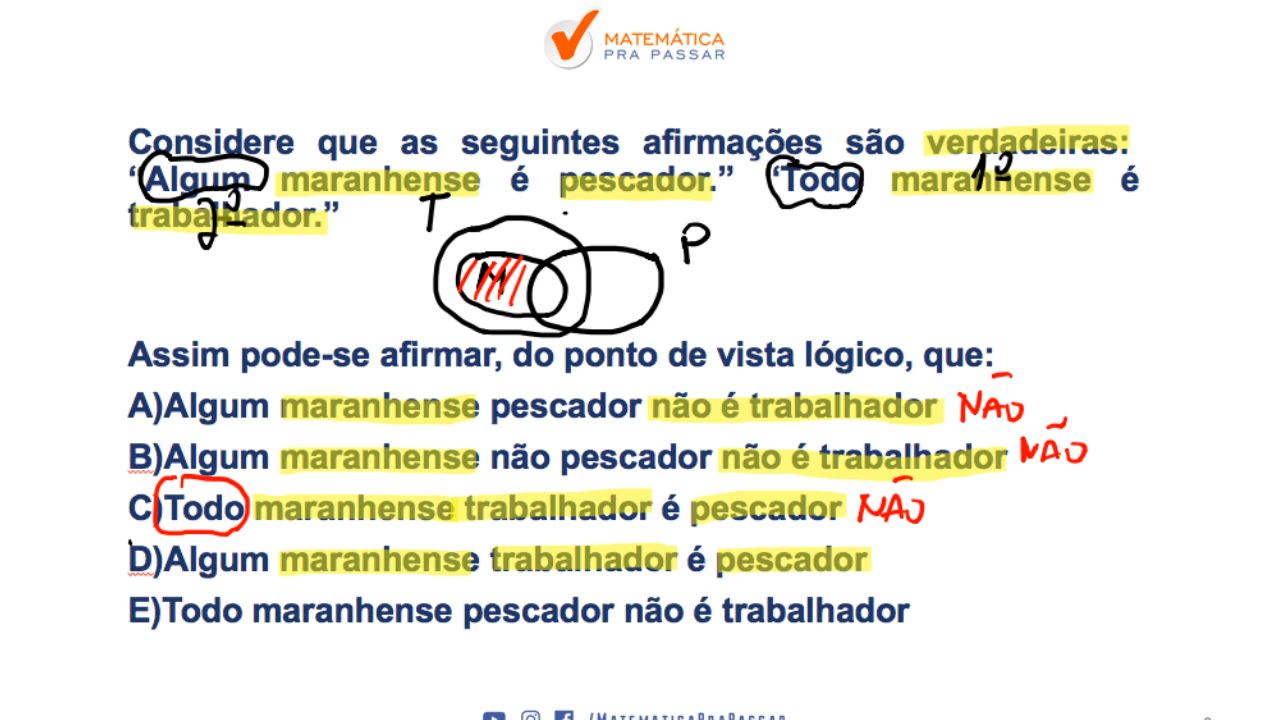 MATEMÁTICA
PRA PASSAR
Considere que as seguintes afirmações são verdadeiras:
“Algum maranhense é pescador.” “Todo maranhense é
1º
trabalhador.”
2º
T
P
M
Assim pode-se afirmar, do ponto de vista lógico, que:
A)Algum maranhense pescador não é trabalhador NÃO
B)Algum maranhense não pescador não é trabalhador NÃO
C)Todo maranhense trabalhador é pescador NÃO
D)Algum maranhense trabalhador é pescador
E)Todo maranhense pescador não é trabalhador
/MATEMATICAPRAPASSAR